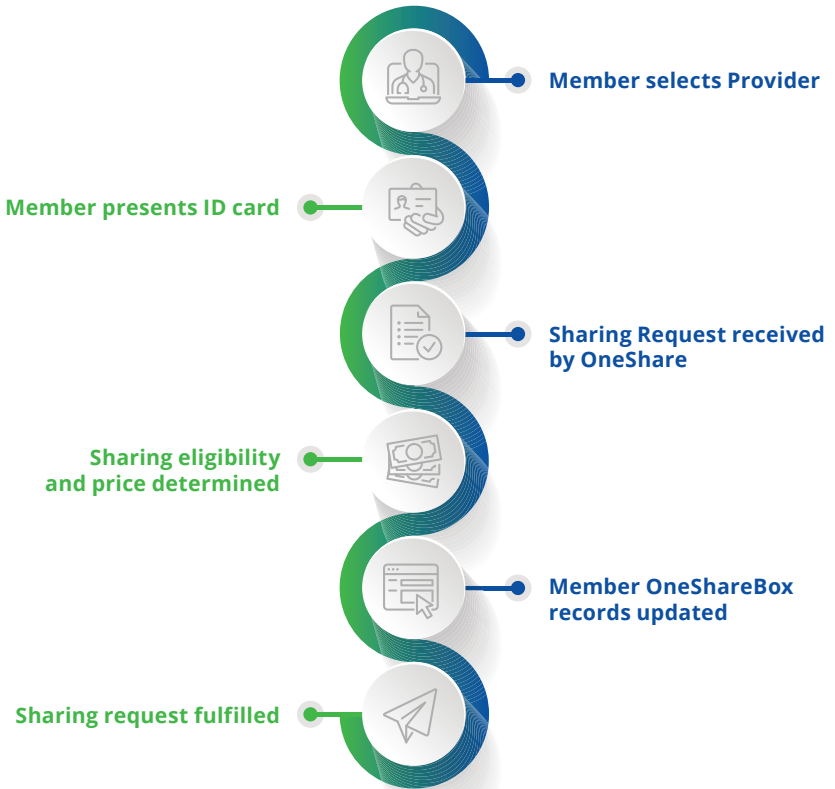 Member selects Provider
Member presents ID card
Sharing Request received
by OneShare
Sharing eligibility
and price determined
Member OneShareBox
records updated
Sharing request fulfilled